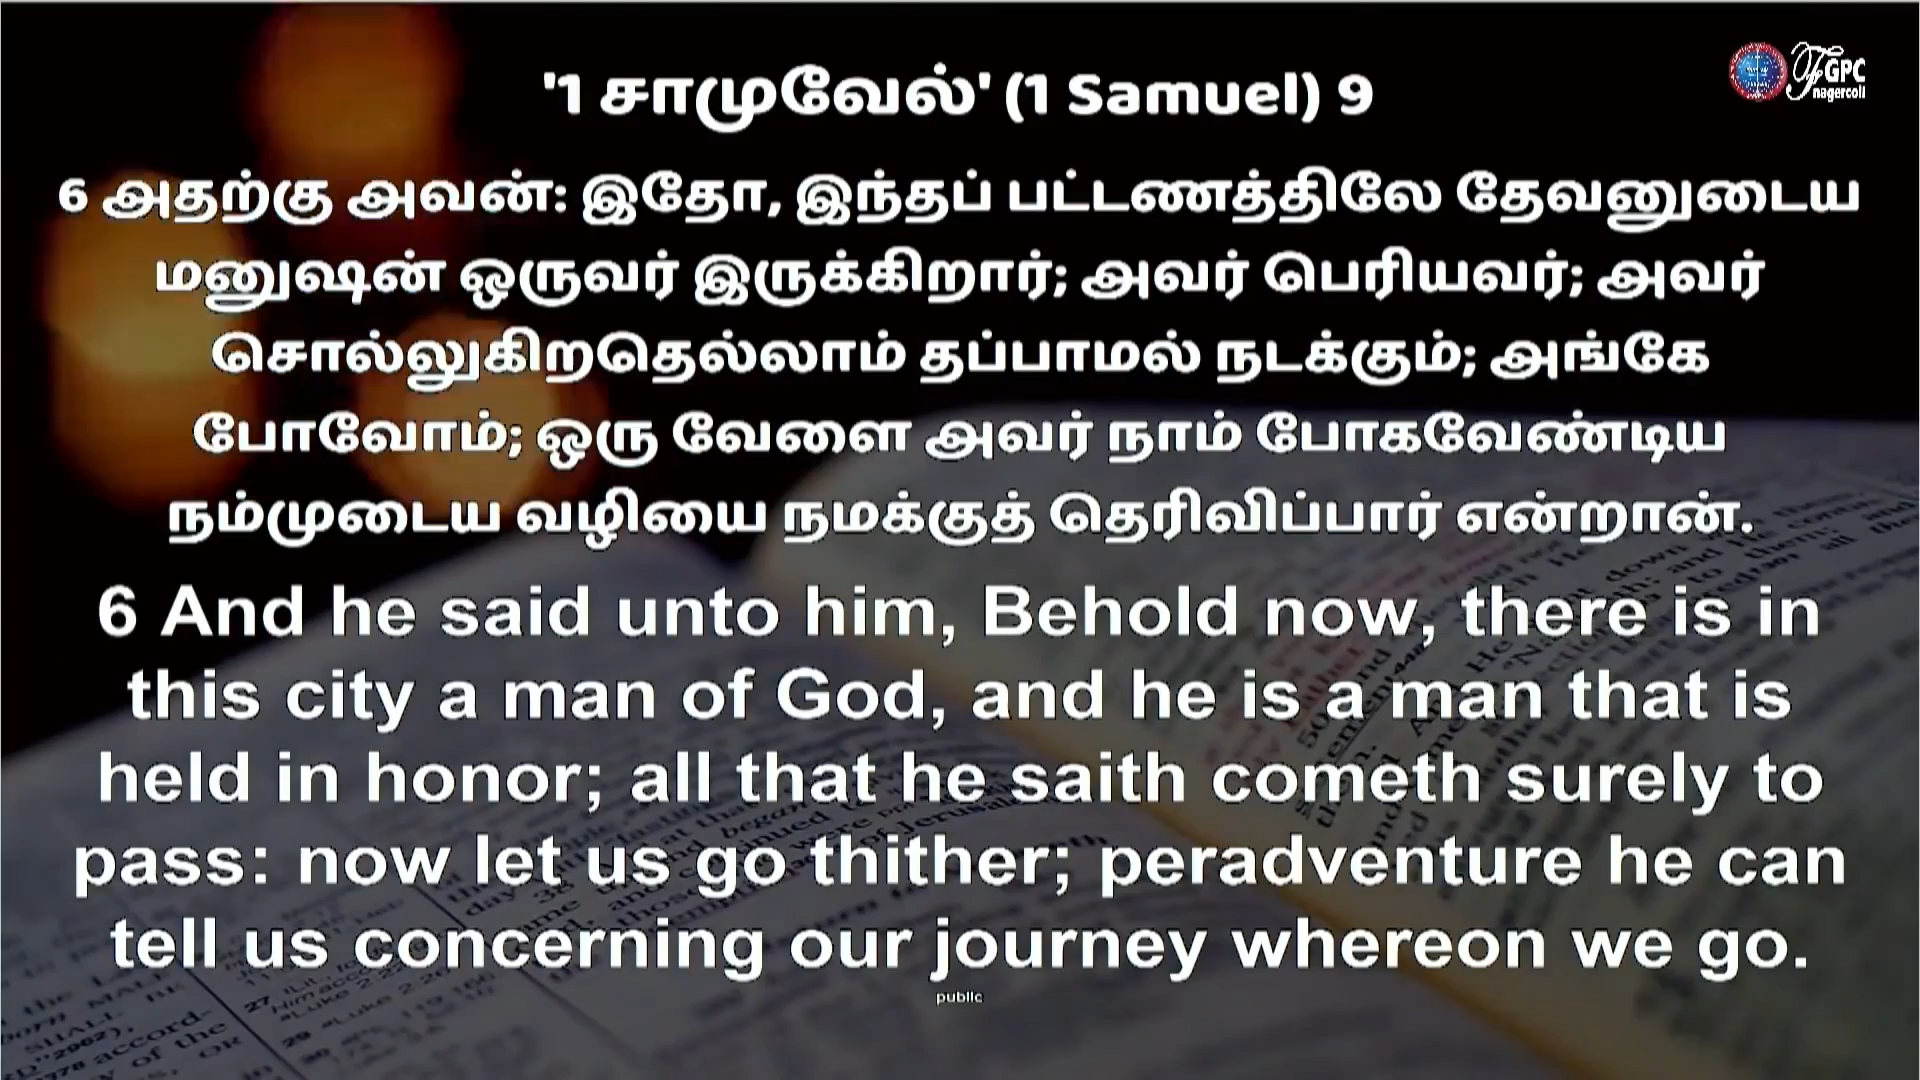 '1 சாமுவேல்' (1 Samuel) 9
GPC
nagercoil
6 அதற்கு அவன்: இதோ, இந்தப் பட்டணத்திலே தேவனுடைய
மனுஷன் ஒருவர் இருக்கிறார்; அவர் பெரியவர்; அவர்
சொல்லுகிறதெல்லாம் தப்பாமல் நடக்கும்; அங்கே
போவோம்; ஒரு வேளை அவர் நாம் போகவேண்டிய
நம்முடைய வழியை நமக்குத் தெரிவிப்பார் என்றான்.
6 And he said unto him, Behold now, there is in
this city a man of God, and he is a man that is
held in honor; all that he saith cometh surely to
pass: now let us go thither; peradventure he can
tell us concerning our journey whereon we go.
public